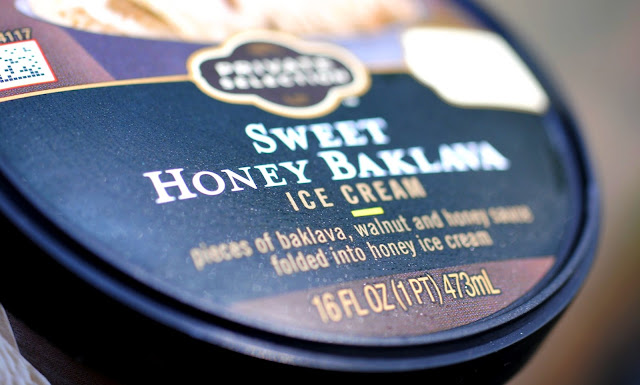 4117
PRIVATE
SELECTION
SWEET
HONEY BAKLAVA
ICE CREAM
pieces of baklava, walnut and honey sauce
folded into honey ice cream
16 FL OZ (1 PT) 473mL